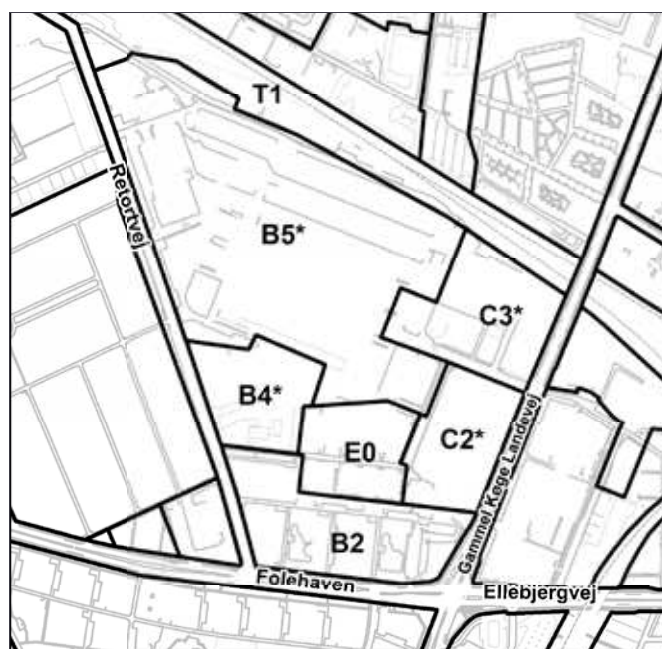 T1
Retortvej
B5*
C3*
B4*
C2*
E0
Gammel Køge Landevej
B2
Folehaven
Ellebjergvej